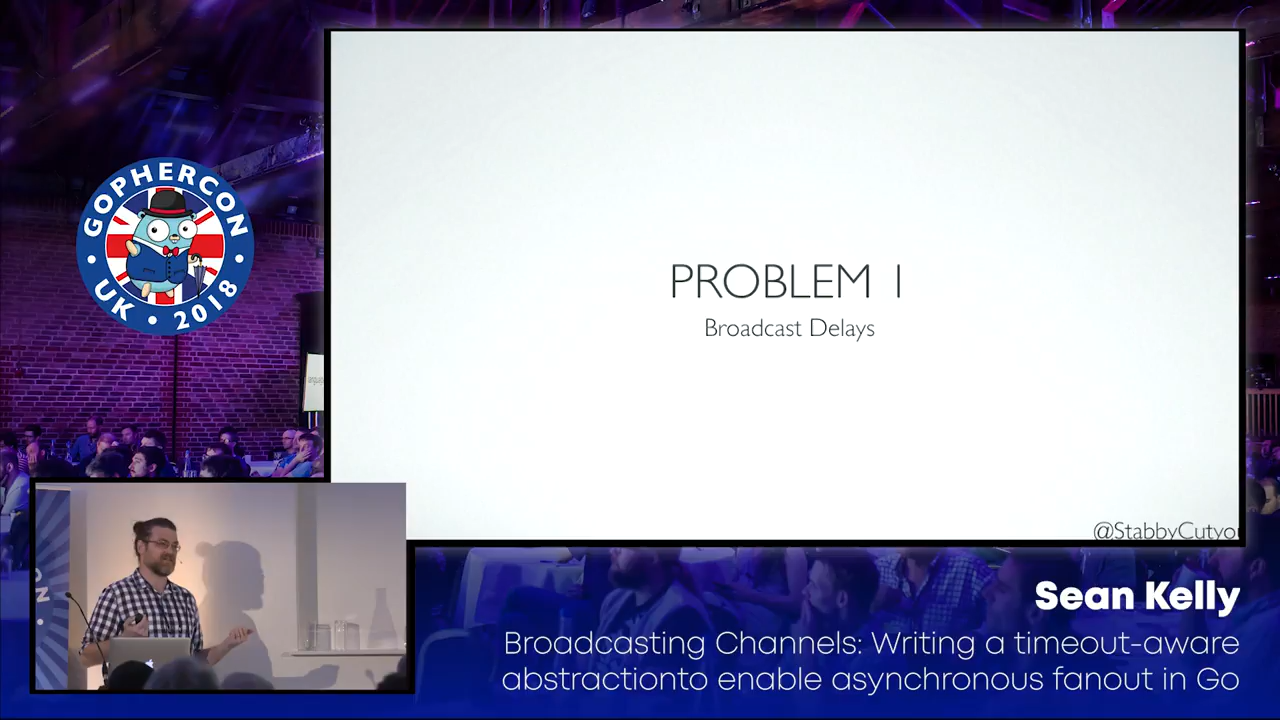 GOPHERCON
UK • 2018
PROBLEM 1
Broadcast Delays
@StabbyCutyou
Sean Kelly
Broadcasting Channels: Writing a timeout-aware
abstractionto enable asynchronous fanout in Go